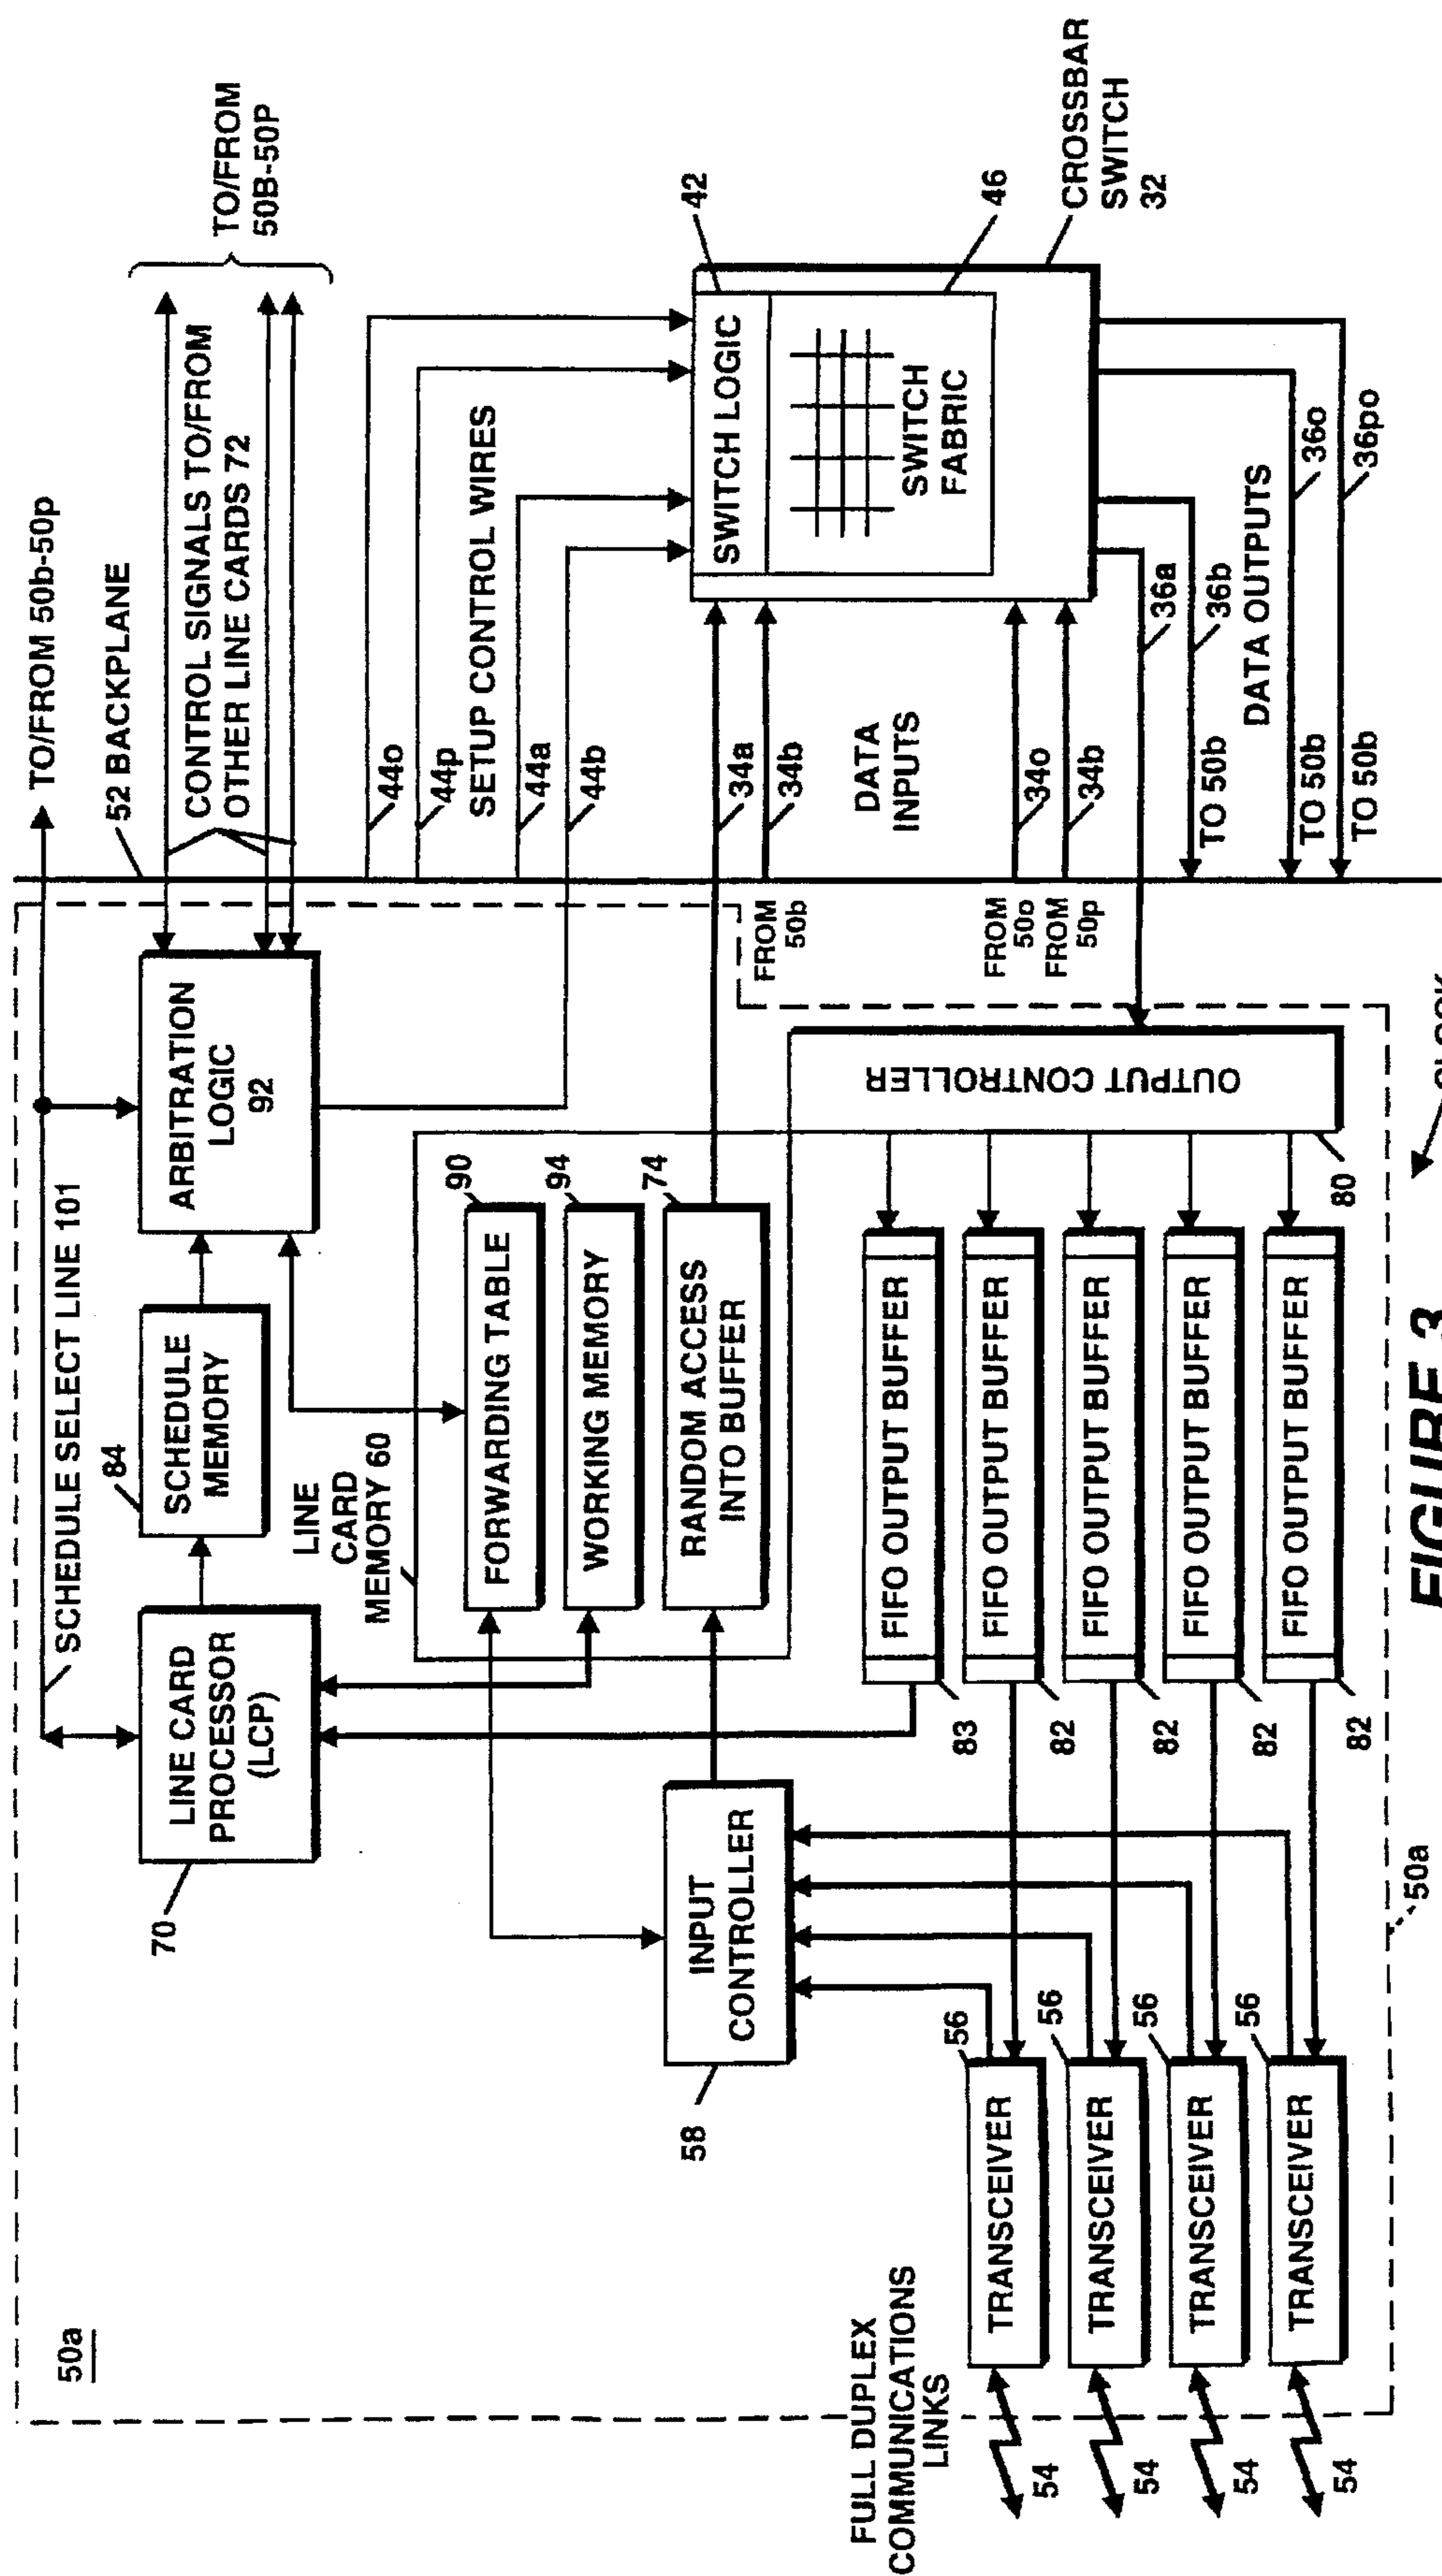 50a
TO/FROM 50b-50p
52 BACKPLANE
SCHEDULE SELECT LINE 101
CONTROL SIGNALS TO/FROM
OTHER LINE CARDS 72
TO/FROM
50B-50P
70
LINE CARD
PROCESSOR
(LCP)
84
SCHEDULE
MEMORY
ARBITRATION
LOGIC
92
44o
44p
SETUP CONTROL WIRES
44a
44b
LINE
CARD
MEMORY 60
FORWARDING TABLE
90
WORKING MEMORY
94
RANDOM ACCESS
INTO BUFFER
74
58
INPUT
CONTROLLER
34a
34b
DATA
INPUTS
34o
34b
FROM
50b
FROM
50o
FROM
50p
SWITCH LOGIC
42
SWITCH
FABRIC
46
CROSSBAR
SWITCH
32
36a
36b
TO 50b
DATA OUTPUTS
36o
TO 50b
36po
TO 50b
OUTPUT CONTROLLER
80
FIFO OUTPUT BUFFER
83
FIFO OUTPUT BUFFER
82
FIFO OUTPUT BUFFER
82
FIFO OUTPUT BUFFER
82
FIFO OUTPUT BUFFER
82
FULL DUPLEX
COMMUNICATIONS
LINKS
54
TRANSCEIVER
56
54
TRANSCEIVER
56
54
TRANSCEIVER
56
54
TRANSCEIVER
56
50a
FIGURE 3
CLOCK